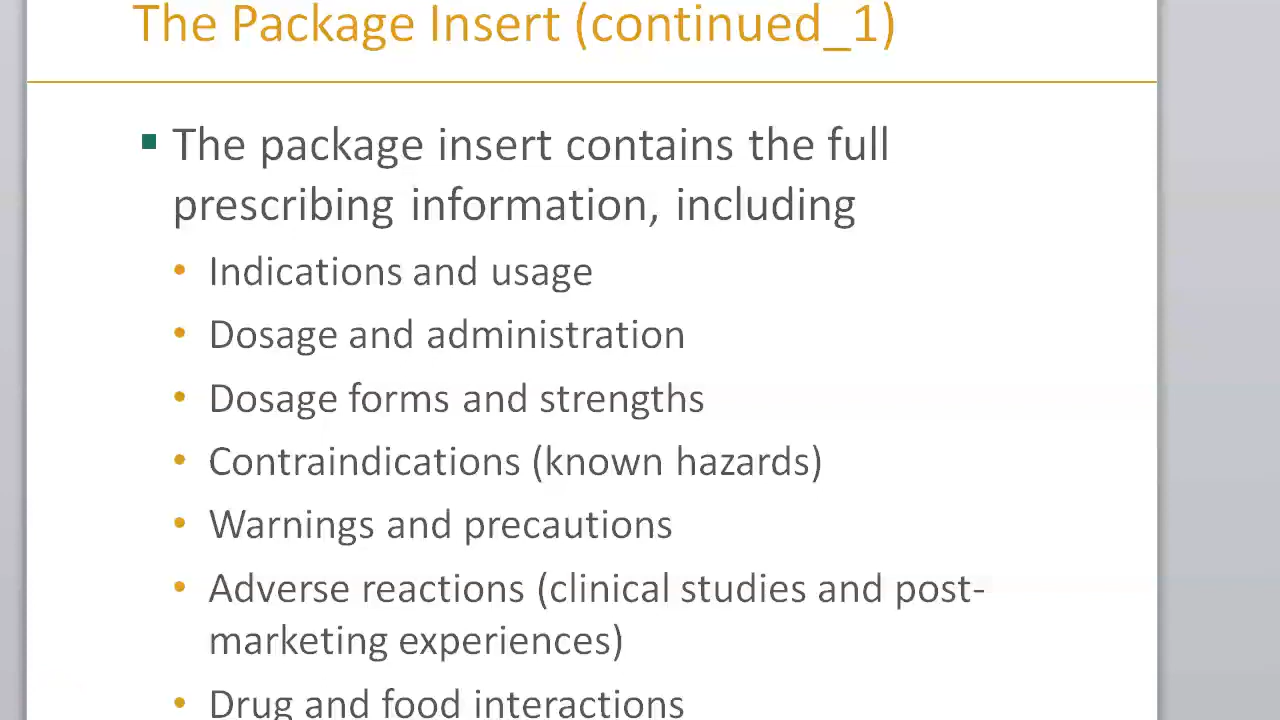 The Package Insert (continued_1)
The package insert contains the full
prescribing information, including
Indications and usage
Dosage and administration
Dosage forms and strengths
Contraindications (known hazards)
Warnings and precautions
Adverse reactions (clinical studies and post-
marketing experiences)
Drug and food interactions